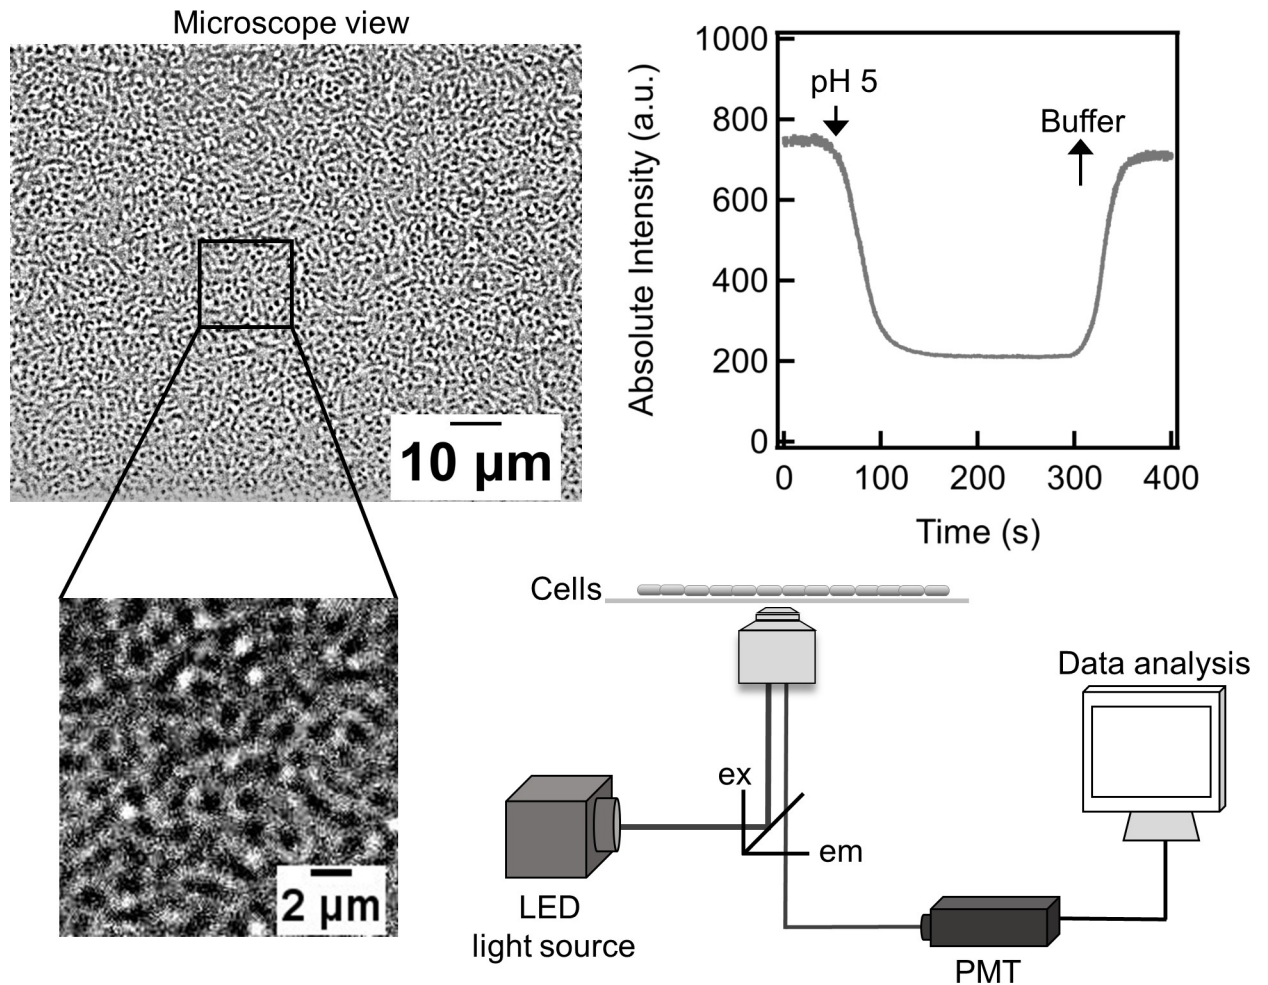 Microscope view
10 μm
2 μm
Absolute Intensity (a.u.)
1000
800
600
400
200
0
pH 5
Buffer
0 100 200 300 400
Time (s)
Cells
Data analysis
ex
em
LED
light source
PMT